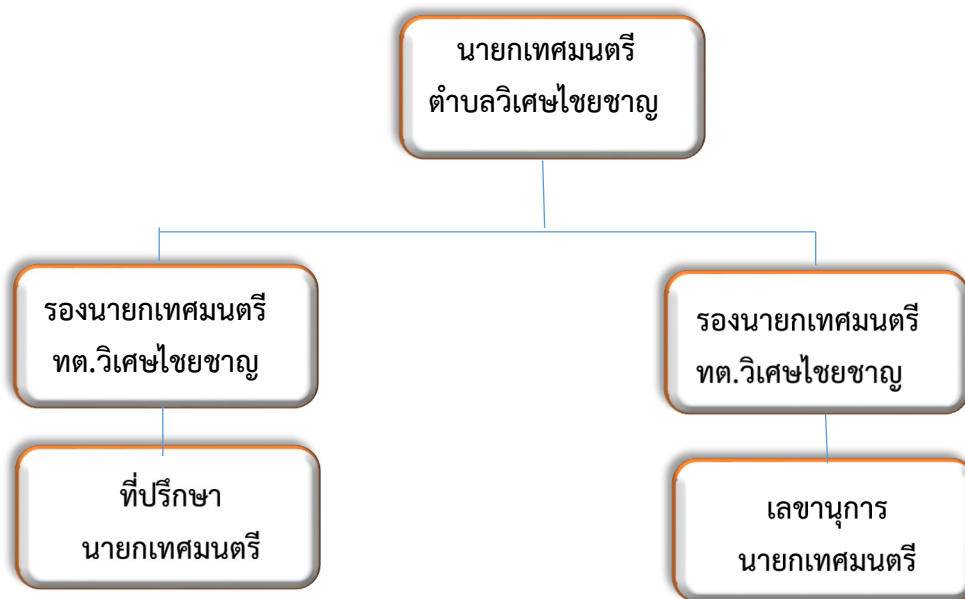 นายกเทศมนตรี
ตำบลวิเศษไชยชาญ
รองนายกเทศมนตรี
ทต.วิเศษไชยชาญ
รองนายกเทศมนตรี
ทต.วิเศษไชยชาญ
ที่ปรึกษา
นายกเทศมนตรี
เลขานุการ
นายกเทศมนตรี